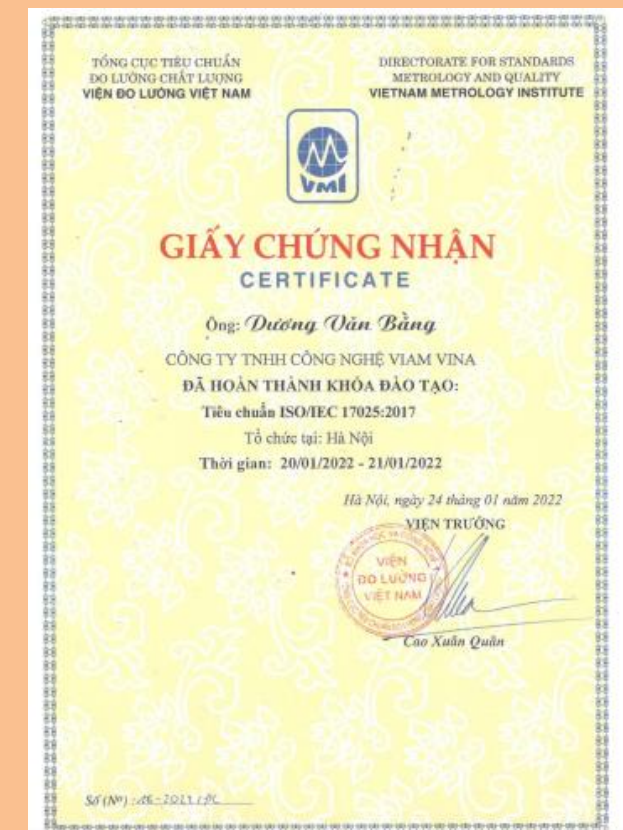 TỔNG CỤC TIÊU CHUẨN
ĐO LƯỜNG CHẤT LƯỢNG
VIỆN ĐO LƯỜNG VIỆT NAM
DIRECTORATE FOR STANDARDS
METROLOGY AND QUALITY
VIETNAM METROLOGY INSTITUTE
VMI
GIẤY CHỨNG NHẬN
CERTIFICATE
Ông: Dương Văn Bằng
CÔNG TY TNHH CÔNG NGHỆ VIAM VINA
ĐÃ HOÀN THÀNH KHÓA ĐÀO TẠO:
Tiêu chuẩn ISO/IEC 17025:2017
Tổ chức tại: Hà Nội
Thời gian: 20/01/2022 - 21/01/2022
Hà Nội, ngày 24 tháng 01 năm 2022
VIỆN TRƯỞNG
VIỆN
ĐO LƯỜNG
VIỆT NAM
Cao Xuân Quân
Số (Nº) :